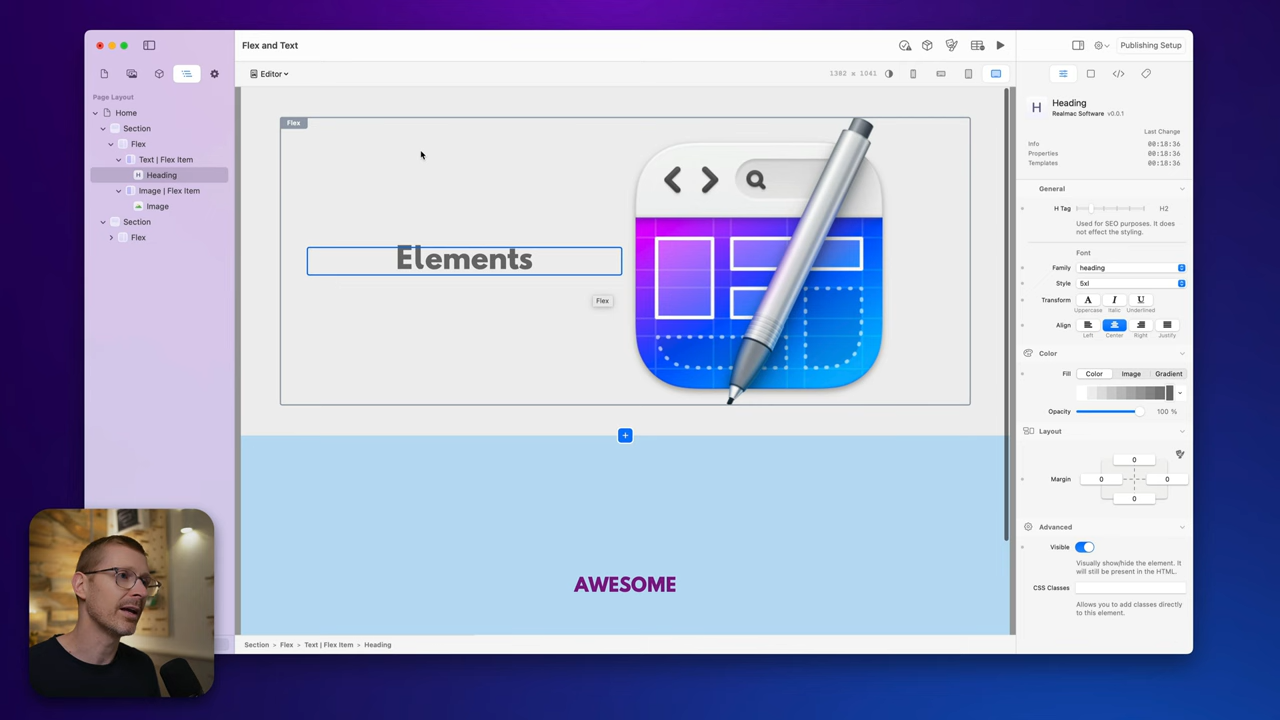 Flex and Text
Publishing Setup
Editor
1382 × 1041
Page Layout
Home
Section
Flex
Text | Flex Item
Heading
Image | Flex Item
Image
Section
Flex
Flex
Elements
Flex
AWESOME
Section > Flex > Text | Flex Item > Heading
H
Heading
Realmac Software v0.0.1
Last Change
Info 00:18:36
Properties 00:18:36
Templates 00:18:36
General
H Tag H2
Used for SEO purposes. It does
not effect the styling.
Font
Family heading
Style 5xl
Transform A I U
Uppercase Italic Underlined
Align
Left Center Right Justify
Color
Fill Color Image Gradient
Opacity 100 %
Layout
0
Margin 0 0
0
Advanced
Visible
Visually show/hide the element. It
will still be present in the HTML.
CSS Classes
Allows you to add classes directly
to this element.